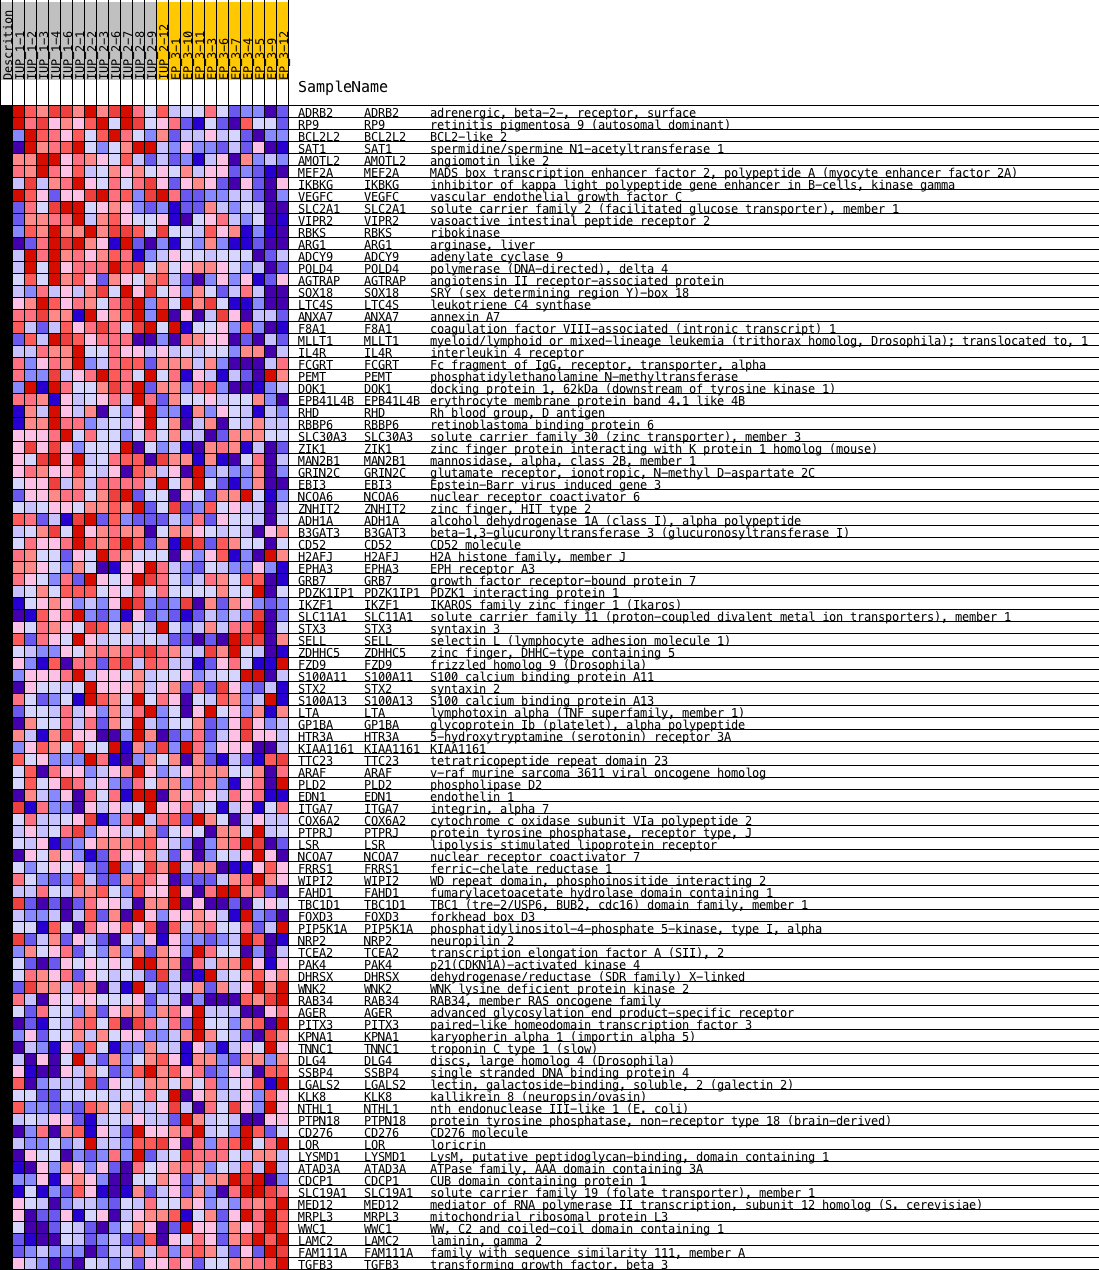 Descrition
IUP_1-1
IUP_1-2
IUP_1-3
IUP_1-4
IUP_1-6
IUP_2-1
IUP_2-2
IUP_2-3
IUP_2-6
IUP_2-7
IUP_2-8
IUP_2-9
IUP_2-12
EP_3-1
EP_3-10
EP_3-11
EP_3-3
EP_3-6
EP_3-7
EP_3-4
EP_3-5
EP_3-9
EP_3-12
SampleName
ADRB2 ADRB2 adrenergic, beta-2-, receptor, surface
RP9 RP9 retinitis pigmentosa 9 (autosomal dominant)
BCL2L2 BCL2L2 BCL2-like 2
SAT1 SAT1 spermidine/spermine N1-acetyltransferase 1
AMOTL2 AMOTL2 angiomotin like 2
MEF2A MEF2A MADS box transcription enhancer factor 2, polypeptide A (myocyte enhancer factor 2A)
IKBKG IKBKG inhibitor of kappa light polypeptide gene enhancer in B-cells, kinase gamma
VEGFC VEGFC vascular endothelial growth factor C
SLC2A1 SLC2A1 solute carrier family 2 (facilitated glucose transporter), member 1
VIPR2 VIPR2 vasoactive intestinal peptide receptor 2
RBKS RBKS ribokinase
ARG1 ARG1 arginase, liver
ADCY9 ADCY9 adenylate cyclase 9
POLD4 POLD4 polymerase (DNA-directed), delta 4
AGTRAP AGTRAP angiotensin II receptor-associated protein
SOX18 SOX18 SRY (sex determining region Y)-box 18
LTC4S LTC4S leukotriene C4 synthase
ANXA7 ANXA7 annexin A7
F8A1 F8A1 coagulation factor VIII-associated (intronic transcript) 1
MLLT1 MLLT1 myeloid/lymphoid or mixed-lineage leukemia (trithorax homolog, Drosophila); translocated to, 1
IL4R IL4R interleukin 4 receptor
FCGRT FCGRT Fc fragment of IgG, receptor, transporter, alpha
PEMT PEMT phosphatidylethanolamine N-methyltransferase
DOK1 DOK1 docking protein 1, 62kDa (downstream of tyrosine kinase 1)
EPB41L4B EPB41L4B erythrocyte membrane protein band 4.1 like 4B
RHD RHD Rh blood group, D antigen
RBBP6 RBBP6 retinoblastoma binding protein 6
SLC30A3 SLC30A3 solute carrier family 30 (zinc transporter), member 3
ZIK1 ZIK1 zinc finger protein interacting with K protein 1 homolog (mouse)
MAN2B1 MAN2B1 mannosidase, alpha, class 2B, member 1
GRIN2C GRIN2C glutamate receptor, ionotropic, N-methyl D-aspartate 2C
EBI3 EBI3 Epstein-Barr virus induced gene 3
NCOA6 NCOA6 nuclear receptor coactivator 6
ZNHIT2 ZNHIT2 zinc finger, HIT type 2
ADH1A ADH1A alcohol dehydrogenase 1A (class I), alpha polypeptide
B3GAT3 B3GAT3 beta-1,3-glucuronyltransferase 3 (glucuronosyltransferase I)
CD52 CD52 CD52 molecule
H2AFJ H2AFJ H2A histone family, member J
EPHA3 EPHA3 EPH receptor A3
GRB7 GRB7 growth factor receptor-bound protein 7
PDZK1IP1 PDZK1IP1 PDZK1 interacting protein 1
IKZF1 IKZF1 IKAROS family zinc finger 1 (Ikaros)
SLC11A1 SLC11A1 solute carrier family 11 (proton-coupled divalent metal ion transporters), member 1
STX3 STX3 syntaxin 3
SELL SELL selectin L (lymphocyte adhesion molecule 1)
ZDHHC5 ZDHHC5 zinc finger, DHHC-type containing 5
FZD9 FZD9 frizzled homolog 9 (Drosophila)
S100A11 S100A11 S100 calcium binding protein A11
STX2 STX2 syntaxin 2
S100A13 S100A13 S100 calcium binding protein A13
LTA LTA lymphotoxin alpha (TNF superfamily, member 1)
GP1BA GP1BA glycoprotein Ib (platelet), alpha polypeptide
HTR3A HTR3A 5-hydroxytryptamine (serotonin) receptor 3A
KIAA1161 KIAA1161 KIAA1161
TTC23 TTC23 tetratricopeptide repeat domain 23
ARAF ARAF v-raf murine sarcoma 3611 viral oncogene homolog
PLD2 PLD2 phospholipase D2
EDN1 EDN1 endothelin 1
ITGA7 ITGA7 integrin, alpha 7
COX6A2 COX6A2 cytochrome c oxidase subunit VIa polypeptide 2
PTPRJ PTPRJ protein tyrosine phosphatase, receptor type, J
LSR LSR lipolysis stimulated lipoprotein receptor
NCOA7 NCOA7 nuclear receptor coactivator 7
FRRS1 FRRS1 ferric-chelate reductase 1
WIPI2 WIPI2 WD repeat domain, phosphoinositide interacting 2
FAHD1 FAHD1 fumarylacetoacetate hydrolase domain containing 1
TBC1D1 TBC1D1 TBC1 (tre-2/USP6, BUB2, cdc16) domain family, member 1
FOXD3 FOXD3 forkhead box D3
PIP5K1A PIP5K1A phosphatidylinositol-4-phosphate 5-kinase, type I, alpha
NRP2 NRP2 neuropilin 2
TCEA2 TCEA2 transcription elongation factor A (SII), 2
PAK4 PAK4 p21(CDKN1A)-activated kinase 4
DHRSX DHRSX dehydrogenase/reductase (SDR family) X-linked
WNK2 WNK2 WNK lysine deficient protein kinase 2
RAB34 RAB34 RAB34, member RAS oncogene family
AGER AGER advanced glycosylation end product-specific receptor
PITX3 PITX3 paired-like homeodomain transcription factor 3
KPNA1 KPNA1 karyopherin alpha 1 (importin alpha 5)
TNNC1 TNNC1 troponin C type 1 (slow)
DLG4 DLG4 discs, large homolog 4 (Drosophila)
SSBP4 SSBP4 single stranded DNA binding protein 4
LGALS2 LGALS2 lectin, galactoside-binding, soluble, 2 (galectin 2)
KLK8 KLK8 kallikrein 8 (neuropsin/ovasin)
NTHL1 NTHL1 nth endonuclease III-like 1 (E. coli)
PTPN18 PTPN18 protein tyrosine phosphatase, non-receptor type 18 (brain-derived)
CD276 CD276 CD276 molecule
LOR LOR loricrin
LYSMD1 LYSMD1 LysM, putative peptidoglycan-binding, domain containing 1
ATAD3A ATAD3A ATPase family, AAA domain containing 3A
CDCP1 CDCP1 CUB domain containing protein 1
SLC19A1 SLC19A1 solute carrier family 19 (folate transporter), member 1
MED12 MED12 mediator of RNA polymerase II transcription, subunit 12 homolog (S. cerevisiae)
MRPL3 MRPL3 mitochondrial ribosomal protein L3
WWC1 WWC1 WW, C2 and coiled-coil domain containing 1
LAMC2 LAMC2 laminin, gamma 2
FAM111A FAM111A family with sequence similarity 111, member A
TGFB3 TGFB3 transforming growth factor, beta 3